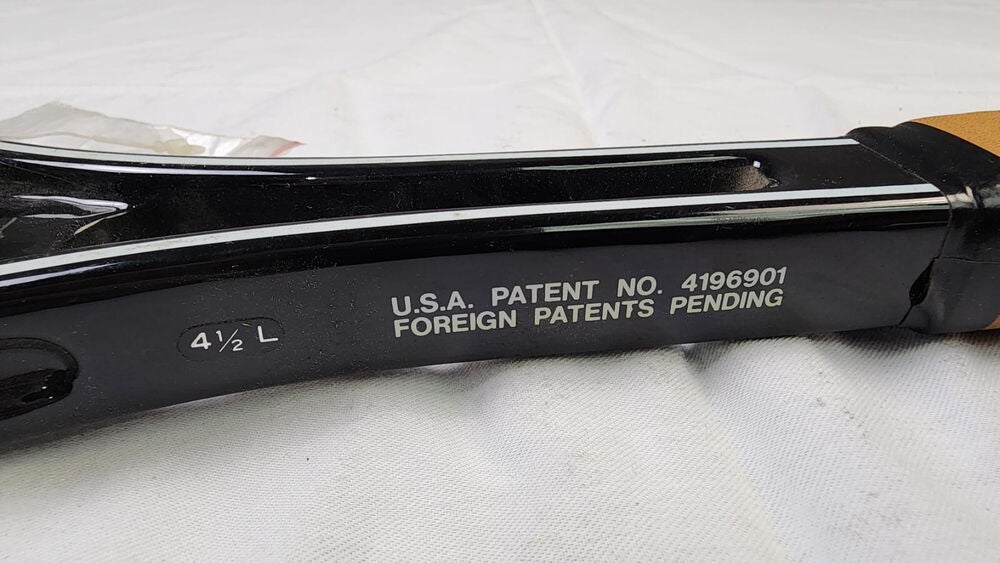 U.S.A. PATENT NO. 4196901
FOREIGN PATENTS PENDING
4½ L